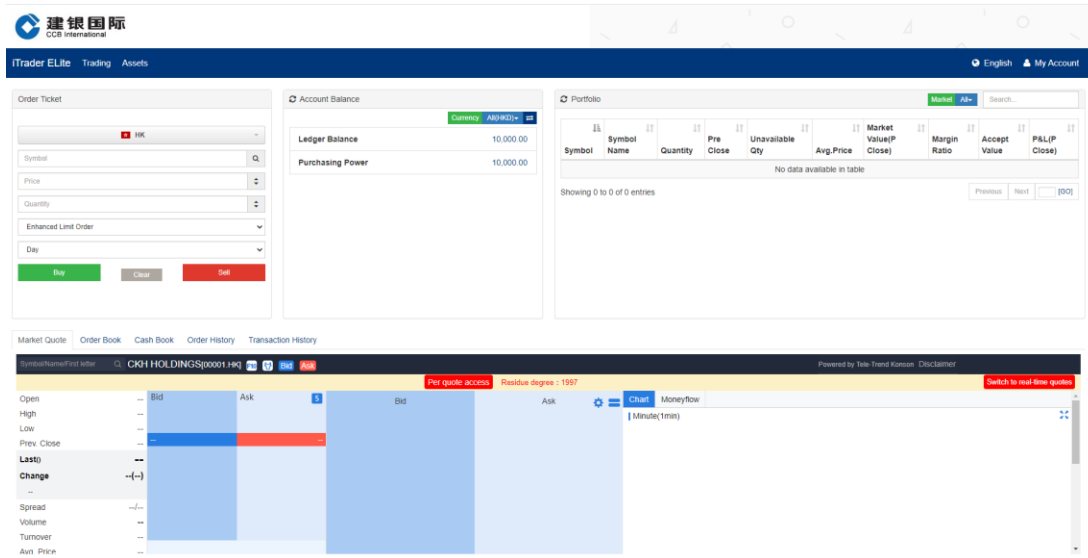 建银国际
CCB International
iTrader ELite Trading Assets English My Account
Order Ticket
HK
Symbol
Price
Quantity
Enhanced Limit Order
Day
Buy Clear Sell
Account Balance
Currency All(HKD)
Ledger Balance 10,000.00
Purchasing Power 10,000.00
Portfolio Market All Search...
Symbol Symbol Name Quantity Pre Close Unavailable Qty Avg.Price Market Value(P Close) Margin Ratio Accept Value P&L(P Close)
No data available in table
Showing 0 to 0 of 0 entries Previous Next [GO]
Market Quote Order Book Cash Book Order History Transaction History
Symbol/Name/First letter CKH HOLDINGS[00001.HK] Bid Ask Powered by Tele-Trend Konson Disclaimer
Per quote access Residue degree : 1997 Switch to real-time quotes
Open --
High --
Low --
Prev. Close --
Last() --
Change --(--)
--
Spread --/--
Volume --
Turnover --
Avg. Price --
Bid Ask 5
-- --
Bid Ask
Chart Moneyflow
Minute(1min)